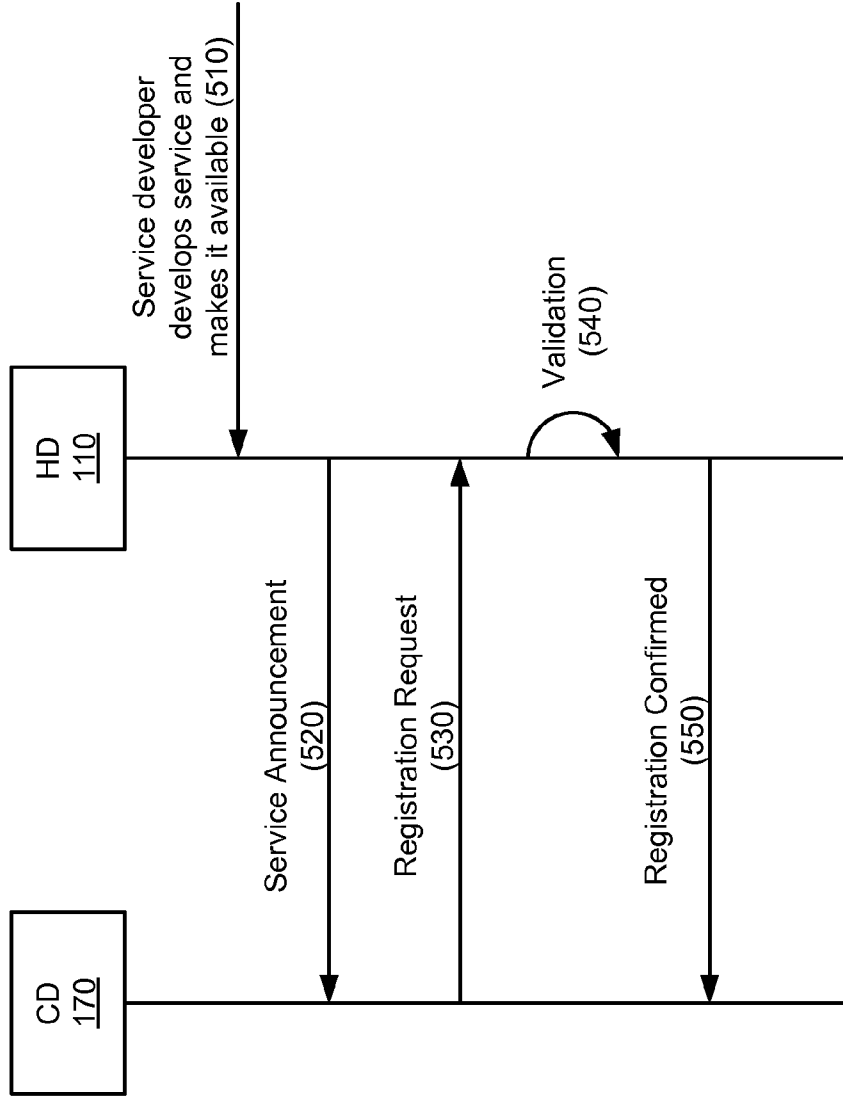 CD
170
HD
110
Service developer
develops service and
makes it available (510)
Service Announcement
(520)
Registration Request
(530)
Validation
(540)
Registration Confirmed
(550)